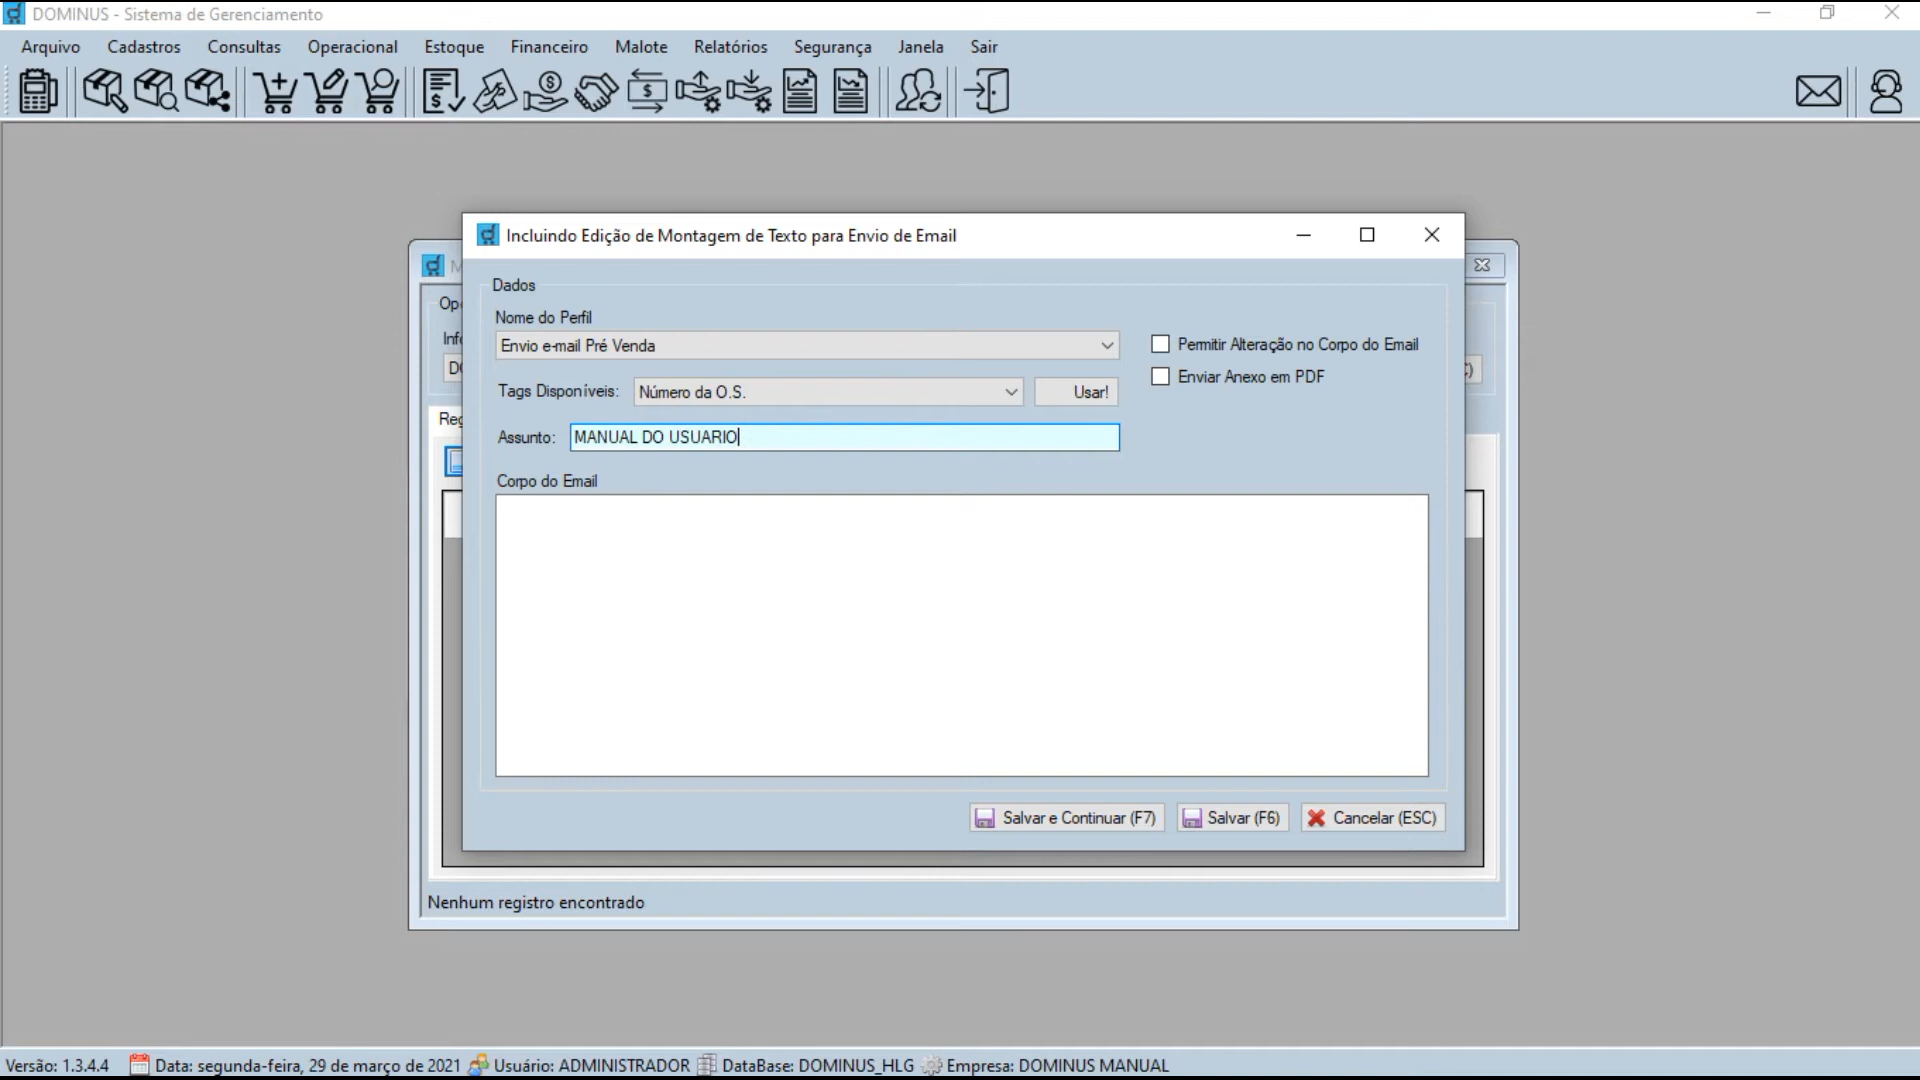 DOMINUS - Sistema de Gerenciamento
Arquivo Cadastros Consultas Operacional Estoque Financeiro Malote Relatórios Segurança Janela Sair
Incluindo Edição de Montagem de Texto para Envio de Email
Dados
Nome do Perfil
Envio e-mail Pré Venda
Permitir Alteração no Corpo do Email
Enviar Anexo em PDF
Tags Disponíveis: Número da O.S. Usar!
Assunto: MANUAL DO USUARIO
Corpo do Email
Salvar e Continuar (F7) Salvar (F6) Cancelar (ESC)
Nenhum registro encontrado
Versão: 1.3.4.4 Data: segunda-feira, 29 de março de 2021 Usuário: ADMINISTRADOR DataBase: DOMINUS_HLG Empresa: DOMINUS MANUAL